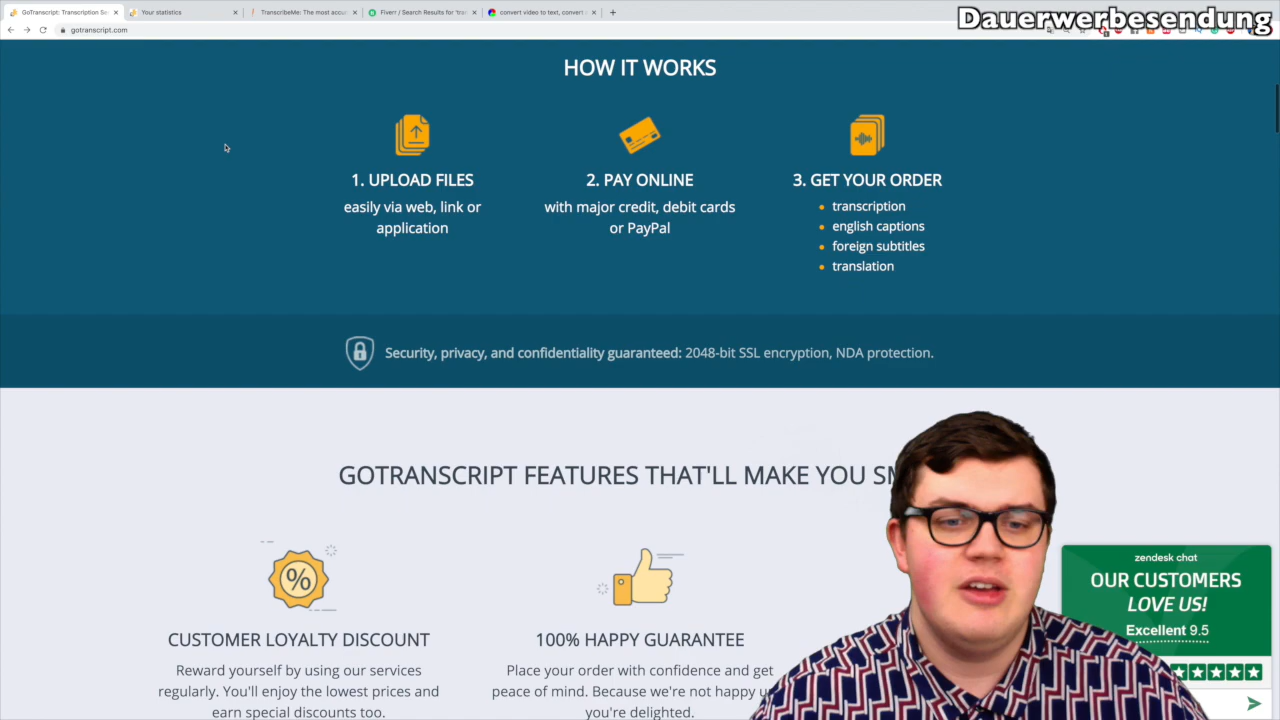 GoTranscript: Transcription Se
Your statistics
TranscribeMe: The most accu
Fiverr / Search Results for 'tra
convert video to text, convert
Dauerwerbesendung
gotranscript.com
HOW IT WORKS
1. UPLOAD FILES
easily via web, link or
application
2. PAY ONLINE
with major credit, debit cards
or PayPal
3. GET YOUR ORDER
transcription
english captions
foreign subtitles
translation
Security, privacy, and confidentiality guaranteed: 2048-bit SSL encryption, NDA protection.
GOTRANSCRIPT FEATURES THAT'LL MAKE YOU SM
CUSTOMER LOYALTY DISCOUNT
Reward yourself by using our services
regularly. You'll enjoy the lowest prices and
earn special discounts too.
100% HAPPY GUARANTEE
Place your order with confidence and get
peace of mind. Because we're not happy u
you're delighted.
zendesk chat
OUR CUSTOMERS
LOVE US!
Excellent 9.5